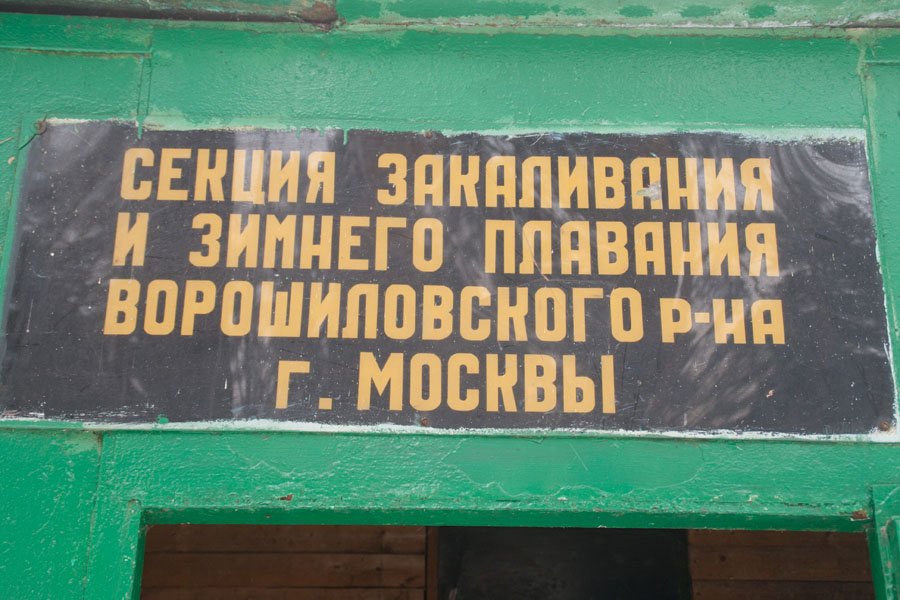 СЕКЦИЯ ЗАКАЛИВАНИЯ
И ЗИМНЕГО ПЛАВАНИЯ
ВОРОШИЛОВСКОГО Р-НА
Г. МОСКВЫ